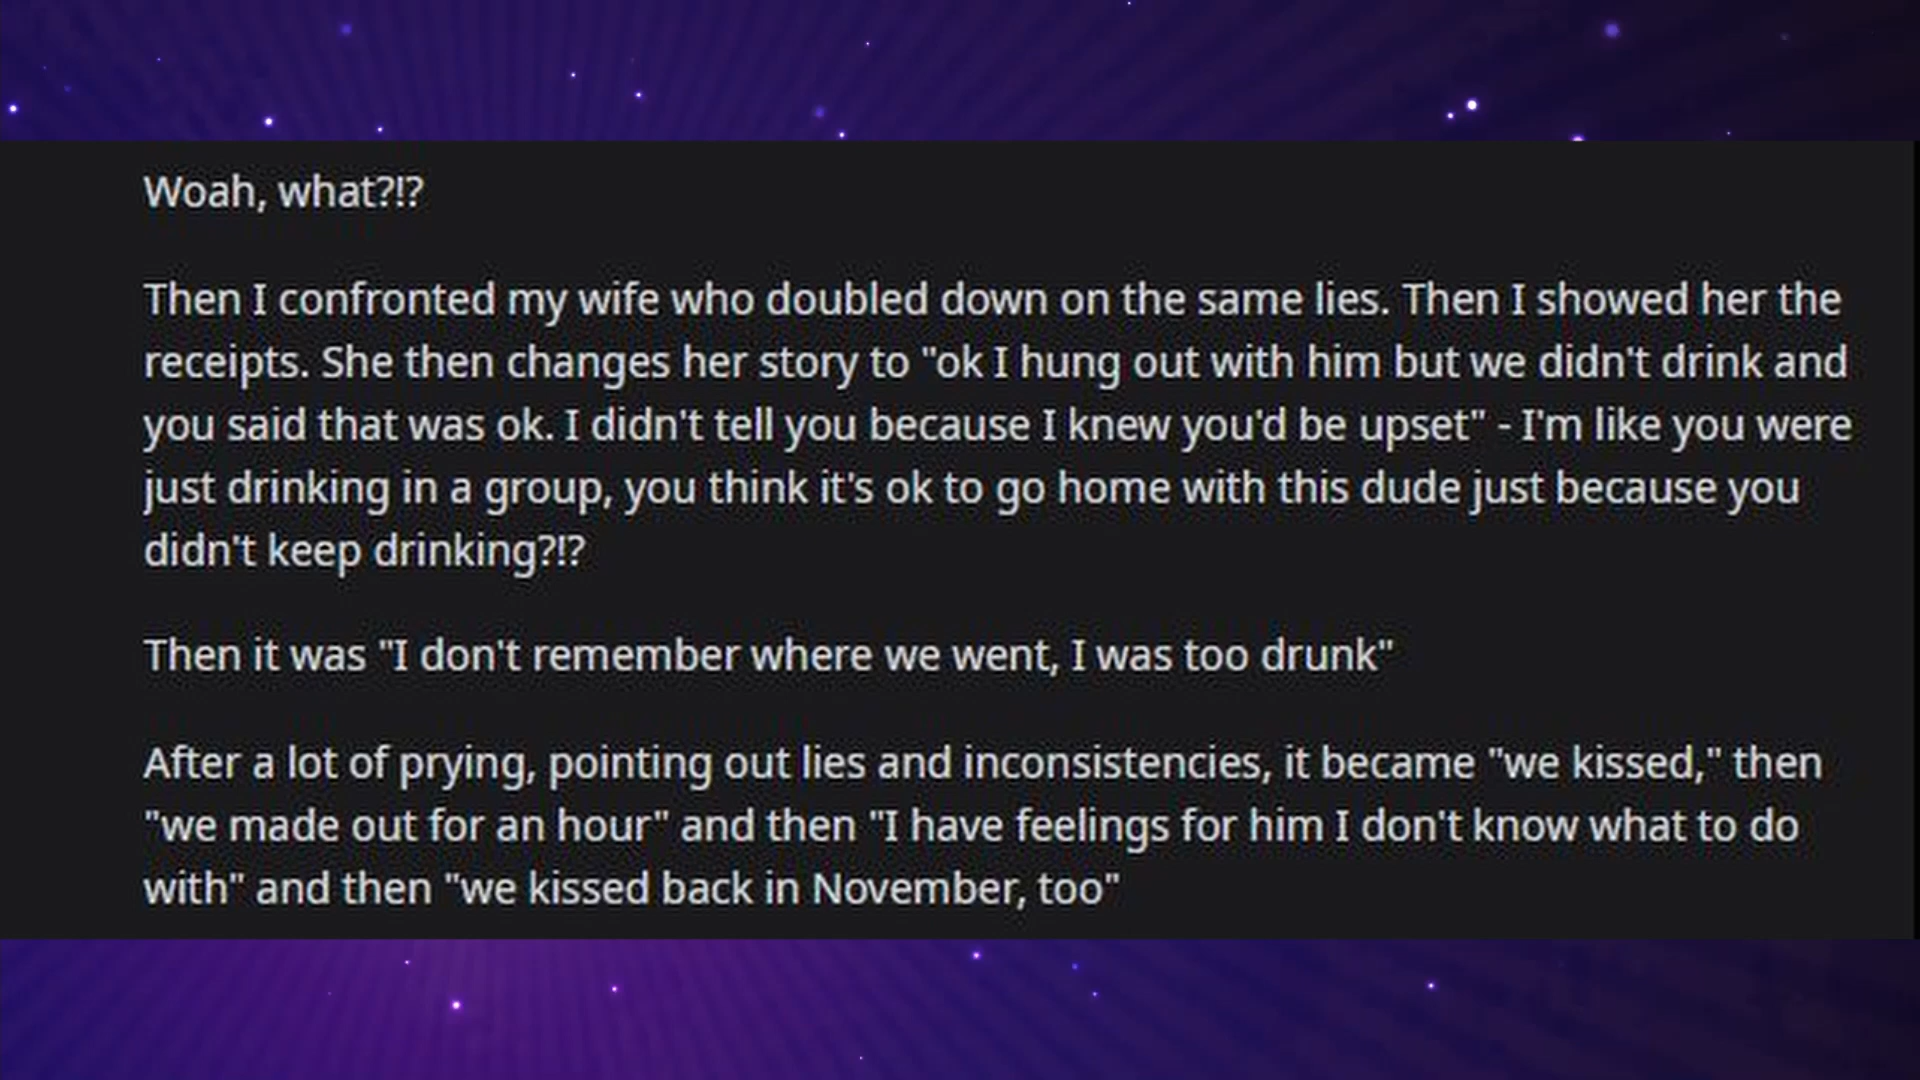 Woah, what?!?
Then I confronted my wife who doubled down on the same lies. Then I showed her the
receipts. She then changes her story to "ok I hung out with him but we didn't drink and
you said that was ok. I didn't tell you because I knew you'd be upset" - I'm like you were
just drinking in a group, you think it's ok to go home with this dude just because you
didn't keep drinking?!?
Then it was "I don't remember where we went, I was too drunk"
After a lot of prying, pointing out lies and inconsistencies, it became "we kissed," then
"we made out for an hour" and then "I have feelings for him I don't know what to do
with" and then "we kissed back in November, too"